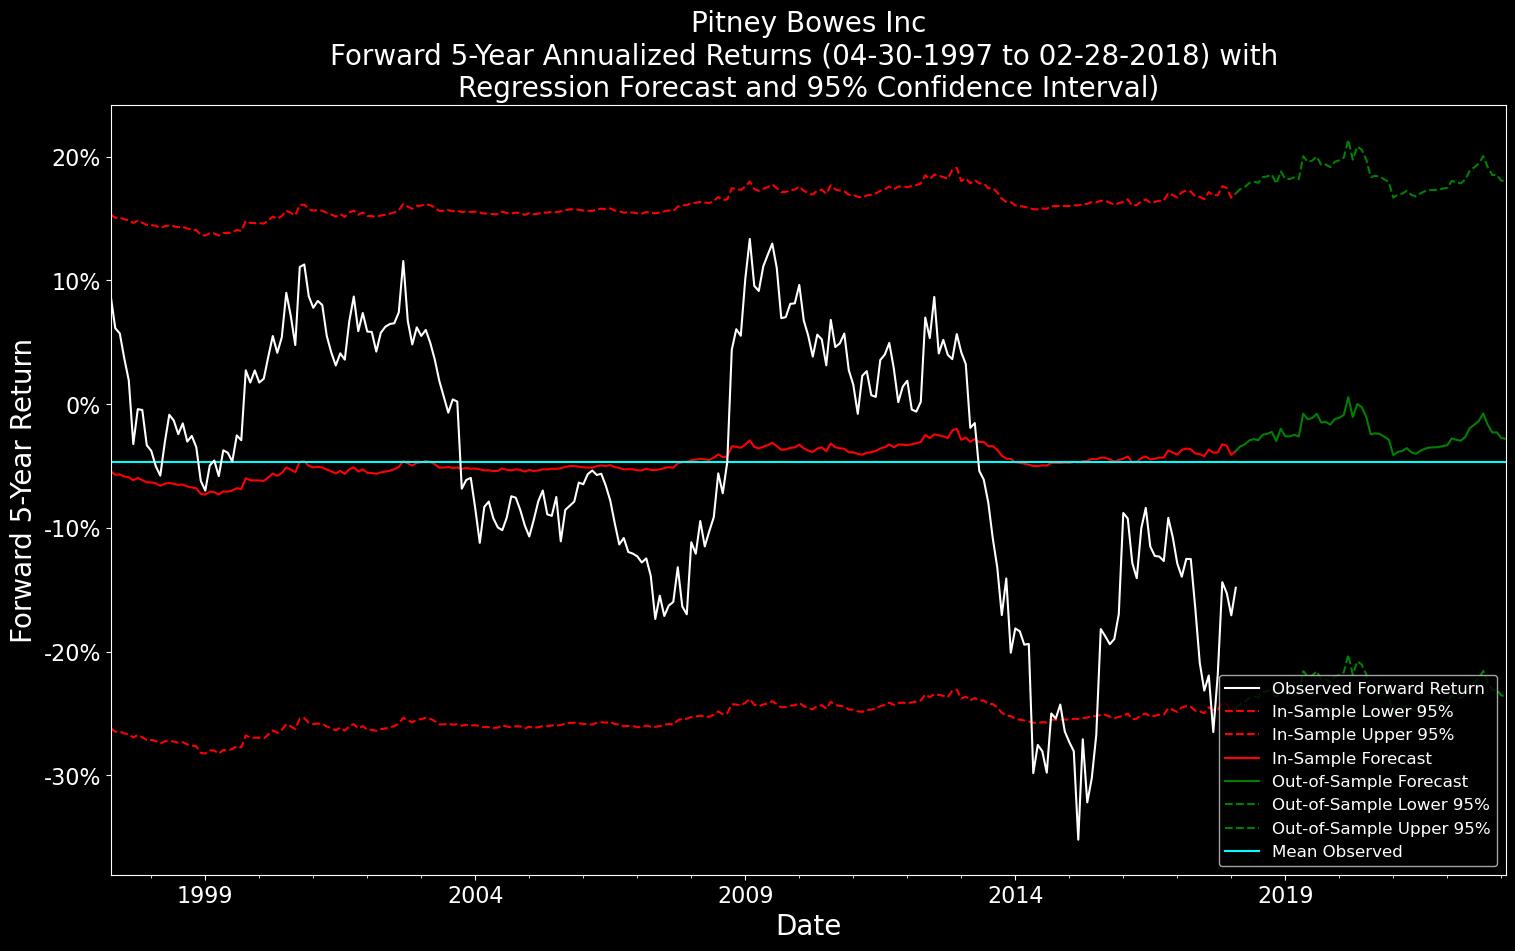 Pitney Bowes Inc
Forward 5-Year Annualized Returns (04-30-1997 to 02-28-2018) with
Regression Forecast and 95% Confidence Interval)
Forward 5-Year Return
20%
10%
0%
-10%
-20%
-30%
1999
2004
2009
2014
2019
Date
Observed Forward Return
In-Sample Lower 95%
In-Sample Upper 95%
In-Sample Forecast
Out-of-Sample Forecast
Out-of-Sample Lower 95%
Out-of-Sample Upper 95%
Mean Observed